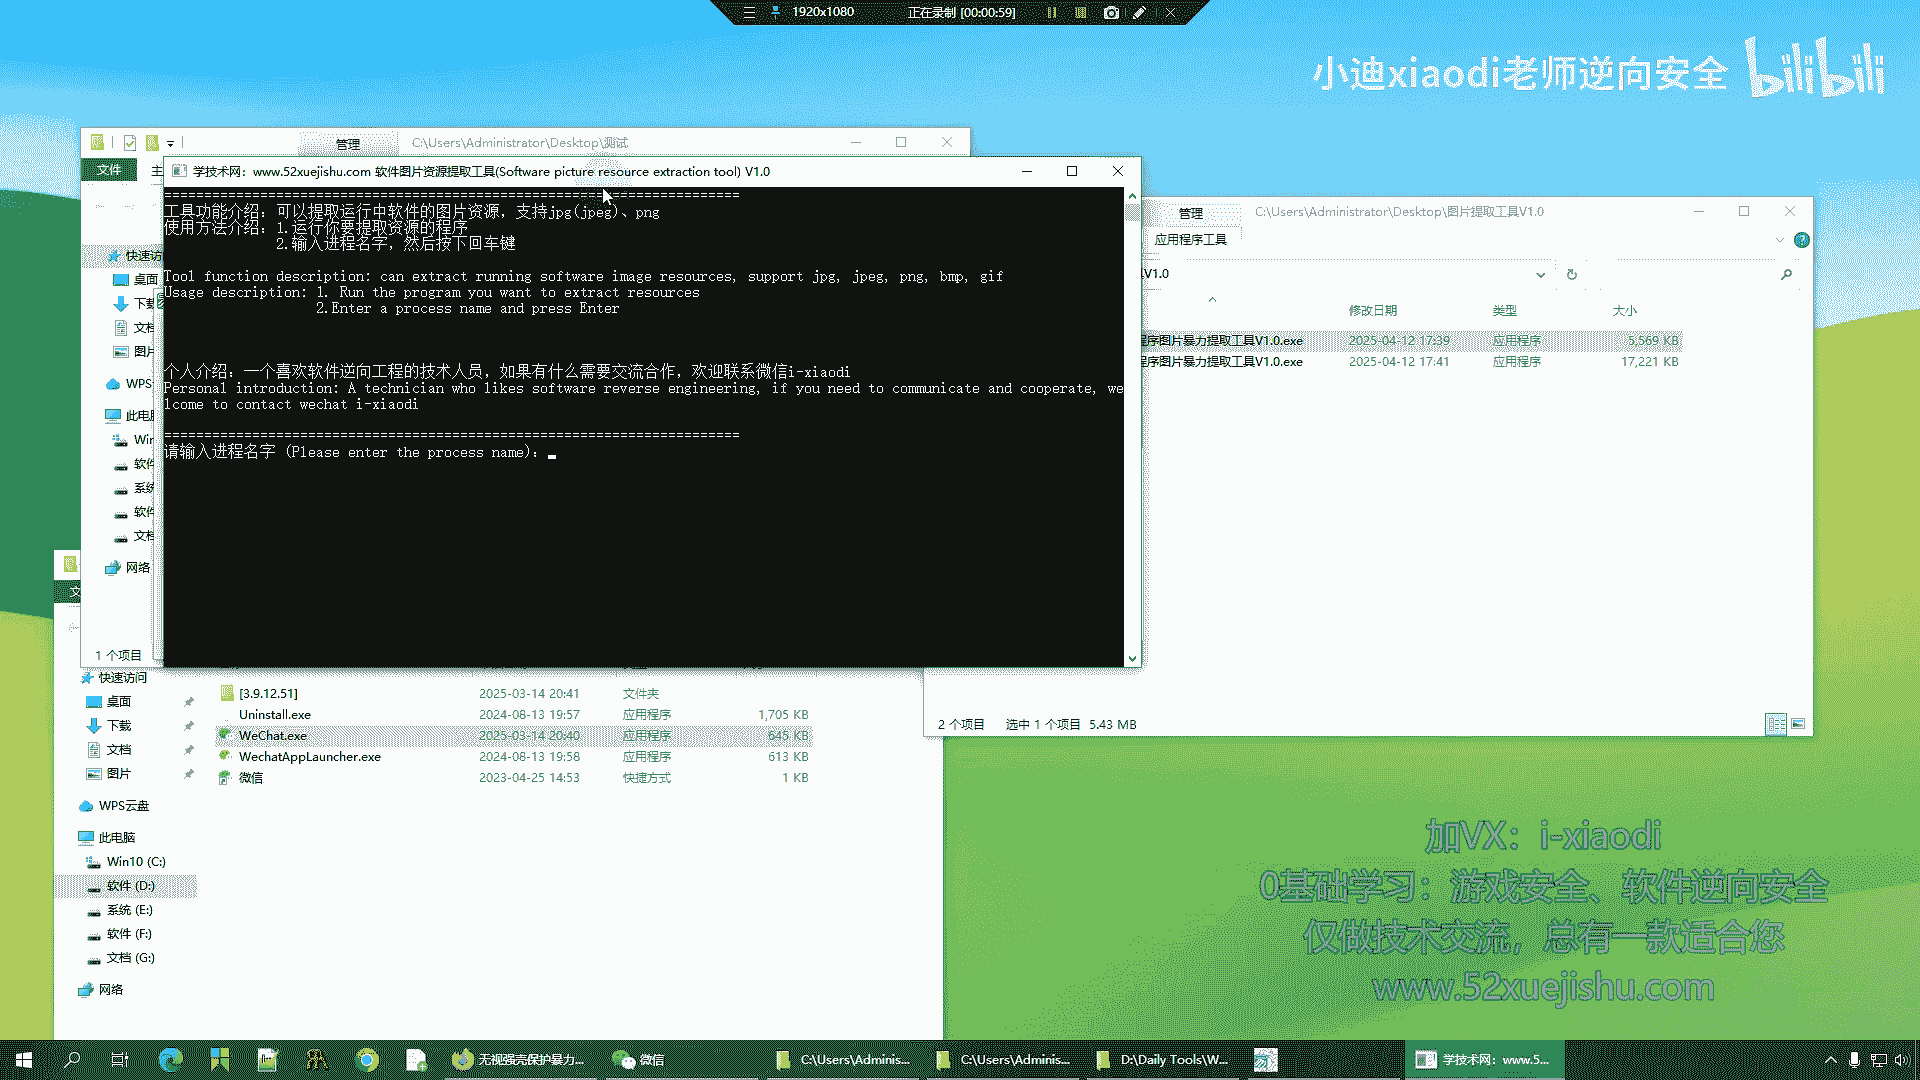 1920x1080
正在录制 [00:00:59]
小迪xiaodi老师逆向安全 bilibili
管理
C:\Users\Administrator\Desktop\测试
文件
主
学技术网：www.52xuejishu.com 软件图片资源提取工具(Software picture resource extraction tool) V1.0
工具功能介绍：可以提取运行中软件的图片资源，支持jpg(jpeg)、png
使用方法介绍：1.运行你要提取资源的程序
2.输入进程名字，然后按下回车键
Tool function description: can extract running software image resources, support jpg, jpeg, png, bmp, gif
Usage description: 1. Run the program you want to extract resources
2.Enter a process name and press Enter
个人介绍：一个喜欢软件逆向工程的技术人员，如果有什么需要交流合作，欢迎联系微信i-xiaodi
Personal introduction: A technician who likes software reverse engineering, if you need to communicate and cooperate, we
lcome to contact wechat i-xiaodi
请输入进程名字 (Please enter the process name):
快速访
桌面
下载
文档
图片
WPS
此电脑
Win
软件
系统
软件
文档
网络
1 个项目
管理
C:\Users\Administrator\Desktop\图片提取工具V1.0
应用程序工具
V1.0
修改日期
类型
大小
程序图片暴力提取工具V1.0.exe 2025-04-12 17:39 应用程序 5,569 KB
程序图片暴力提取工具V1.0.exe 2025-04-12 17:41 应用程序 17,221 KB
2 个项目
选中 1 个项目 5.43 MB
快速访问
桌面
下载
文档
图片
WPS云盘
此电脑
Win10 (C:)
软件 (D:)
系统 (E:)
软件 (F:)
文档 (G:)
网络
[3.9.12.51] 2025-03-14 20:41 文件夹
Uninstall.exe 2024-08-13 19:57 应用程序 1,705 KB
WeChat.exe 2025-03-14 20:40 应用程序 645 KB
WechatAppLauncher.exe 2024-08-13 19:58 应用程序 613 KB
微信 2023-04-25 14:53 快捷方式 1 KB
加VX：i-xiaodi
0基础学习：游戏安全、软件逆向安全
仅做技术交流，总有一款适合您
www.52xuejishu.com
无视强壳保护暴力...
微信
C:\Users\Adminis...
C:\Users\Adminis...
D:\Daily Tools\W...
学技术网：www.5...